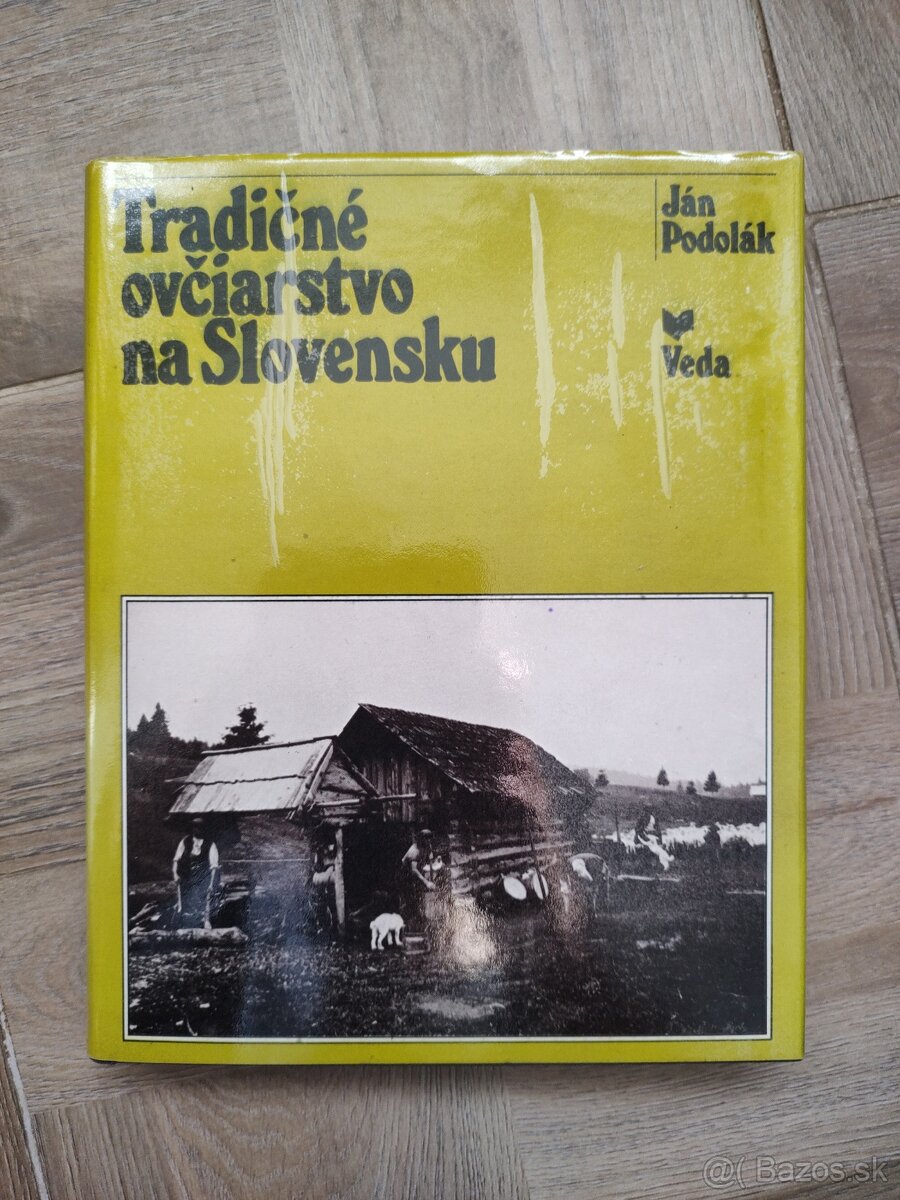 Tradičné
ovčiarstvo
na Slovensku
Ján
Podolák
Veda
@( Bazos.sk